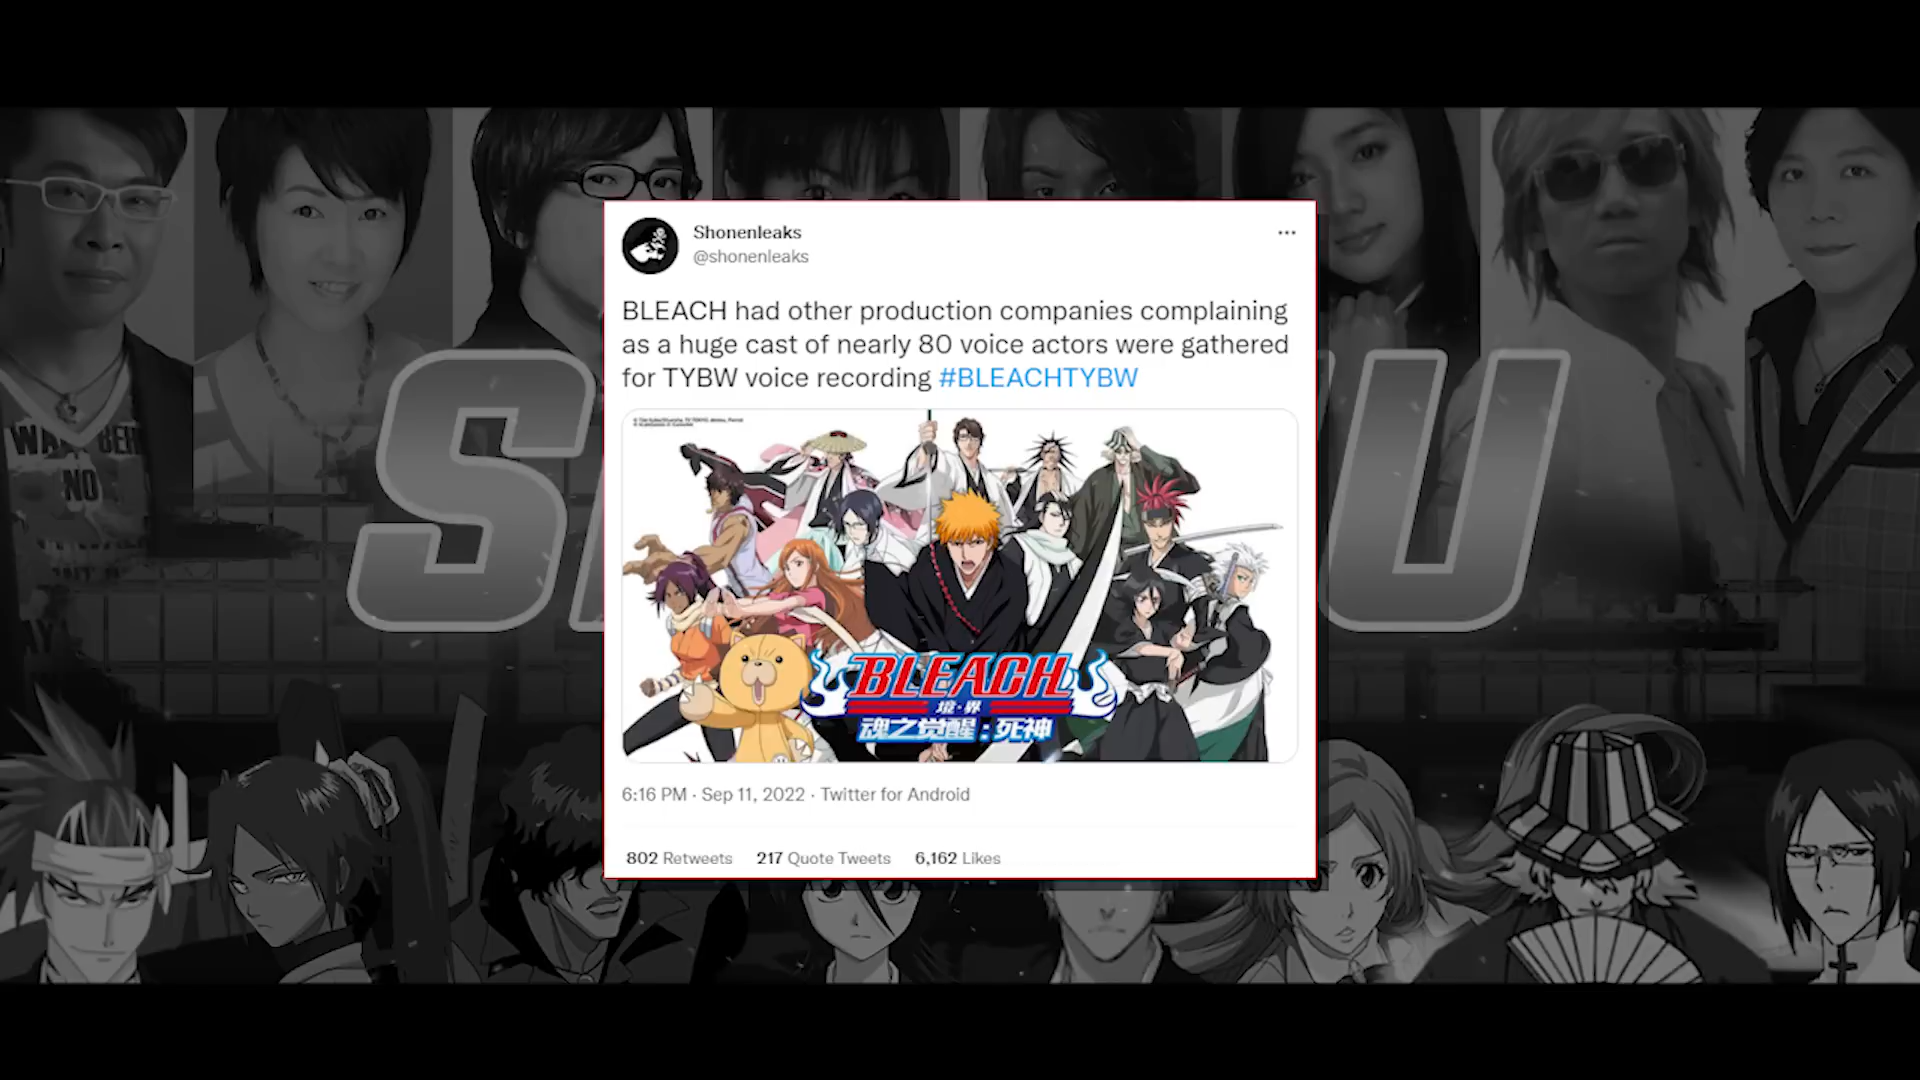 Shonenleaks
@shonenleaks
BLEACH had other production companies complaining
as a huge cast of nearly 80 voice actors were gathered
for TYBW voice recording #BLEACHTYBW
BLEACH
境·界
魂之觉醒:死神
6:16 PM · Sep 11, 2022 · Twitter for Android
802 Retweets 217 Quote Tweets 6,162 Likes
S
U
NO